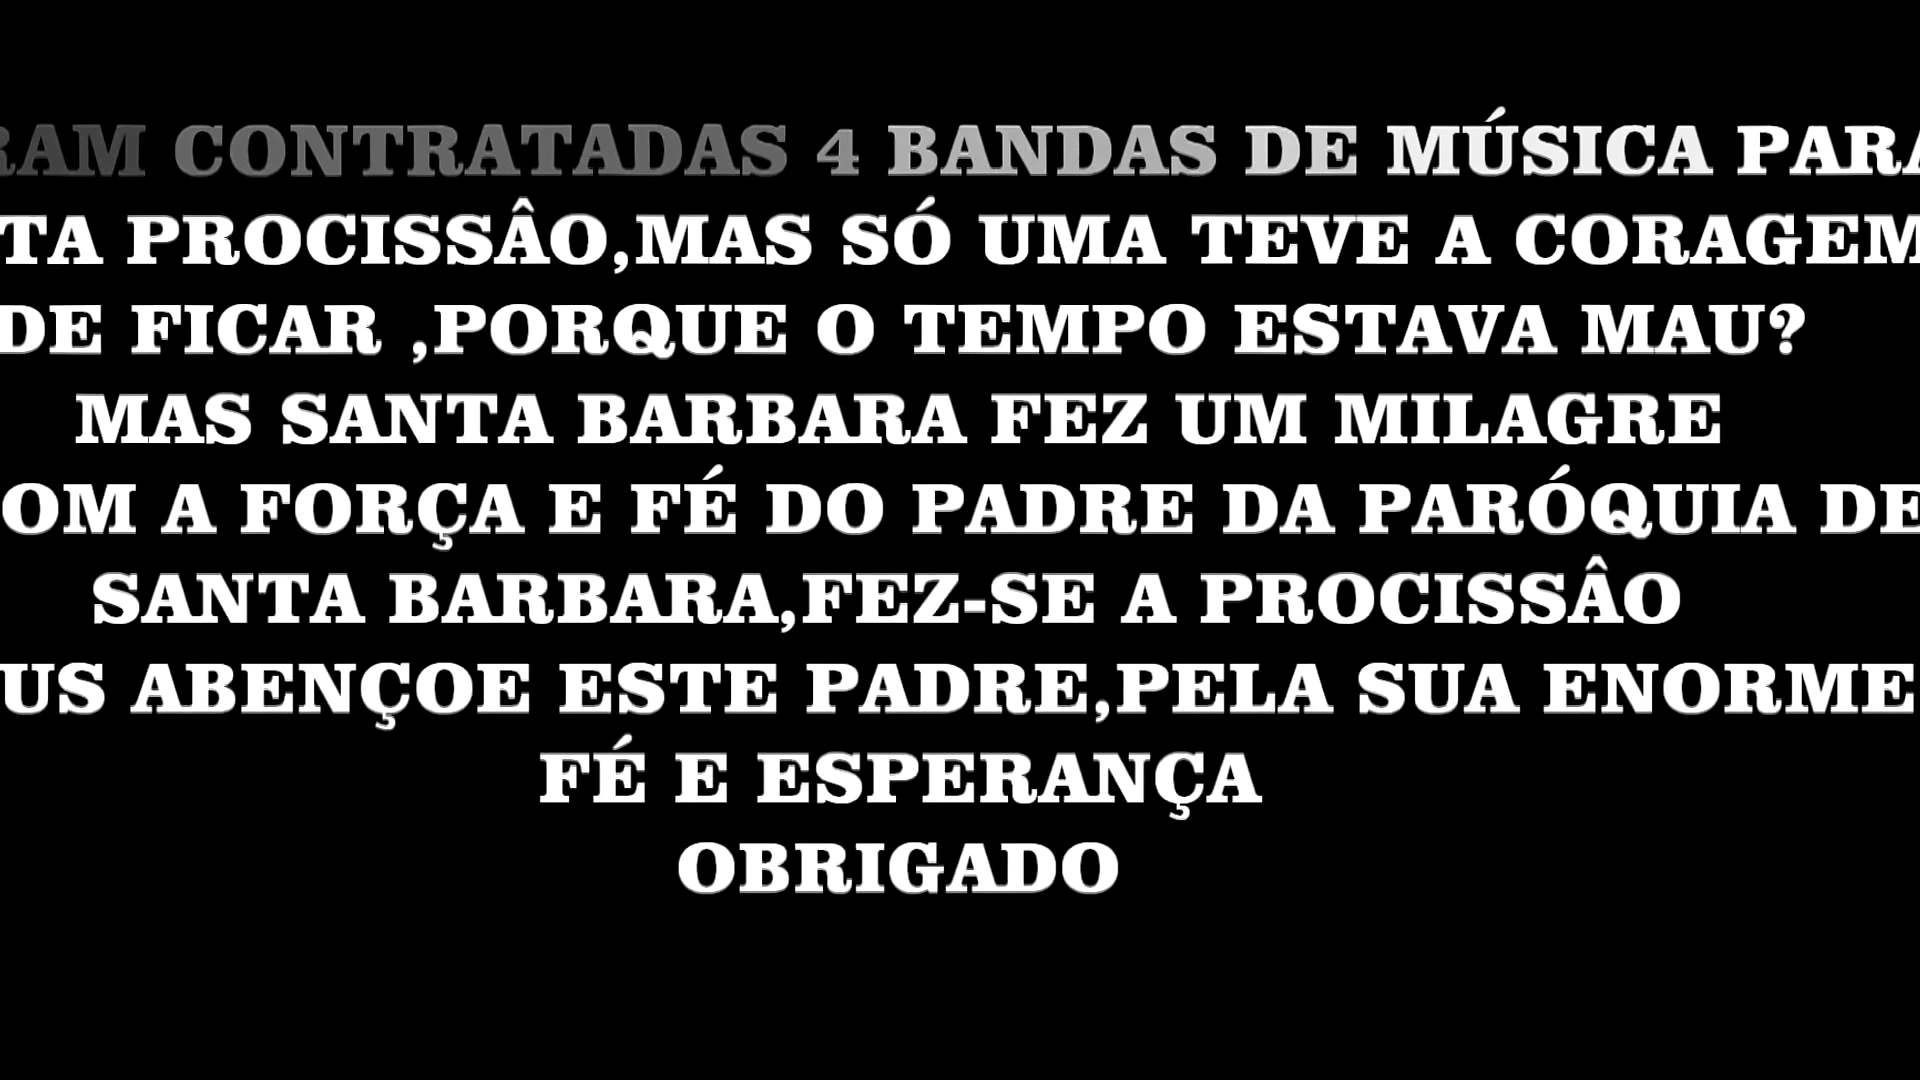 RAM CONTRATADAS 4 BANDAS DE MÚSICA PARA
TA PROCISSÂO,MAS SÓ UMA TEVE A CORAGEM
DE FICAR ,PORQUE O TEMPO ESTAVA MAU?
MAS SANTA BARBARA FEZ UM MILAGRE
OM A FORÇA E FÉ DO PADRE DA PARÓQUIA DE
SANTA BARBARA,FEZ-SE A PROCISSÂO
US ABENÇOE ESTE PADRE,PELA SUA ENORME
FÉ E ESPERANÇA
OBRIGADO